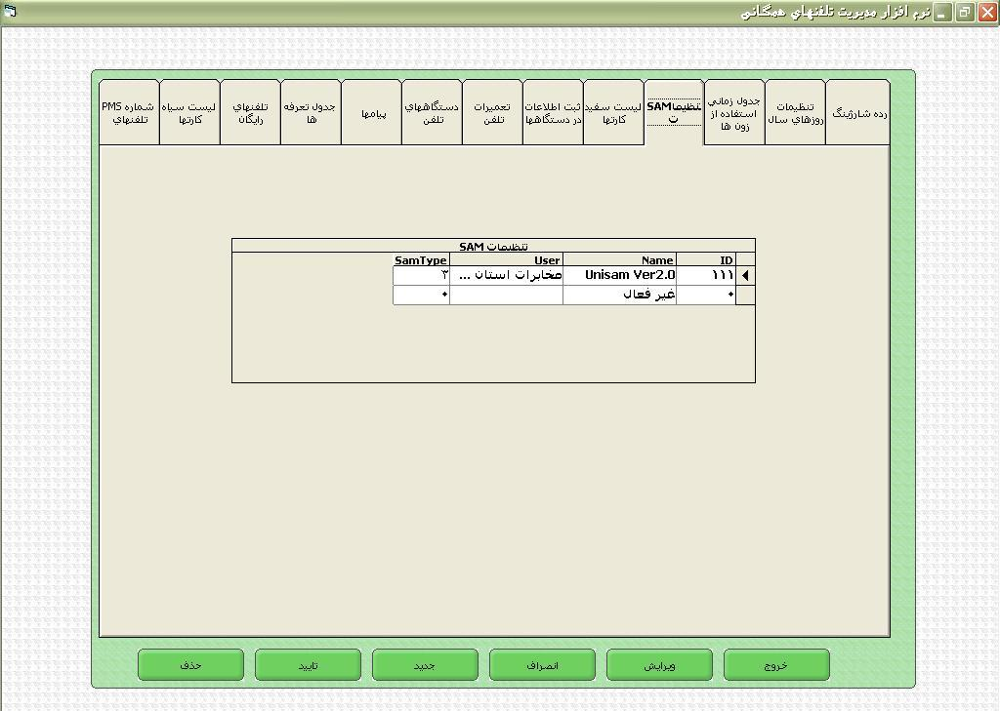 نرم افزار مديريت تلفنهاي همگاني
رده شارژينگ
تنظيمات
روزهاي سال
جدول زماني
استفاده از
زون ها
تنظيماSAM
ت
ليست سفيد
كارتها
ثبت اطلاعات
در دستگاهها
تعميرات
تلفن
دستگاههاي
تلفن
پيامها
جدول تعرفه
ها
تلفنهاي
رايگان
ليست سياه
كارتها
شماره PMS
تلفنهاي
تنظيمات SAM
ID Name User SamType
۱۱۱ Unisam Ver2.0 مخابرات استان ... ۳
۰ غير فعال ۰
خروج
ويرايش
انصراف
جديد
تاييد
حذف